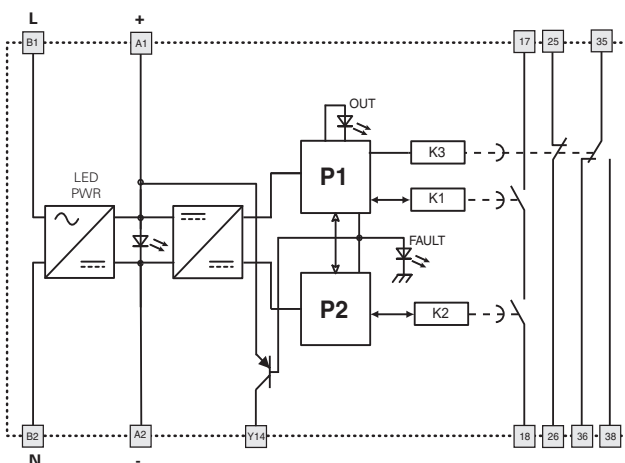 L +
B1 A1 17 25 35
OUT
LED
PWR
P1
K3
K1
FAULT
P2
K2
B2 A2 Y14 18 26 36 38
N -